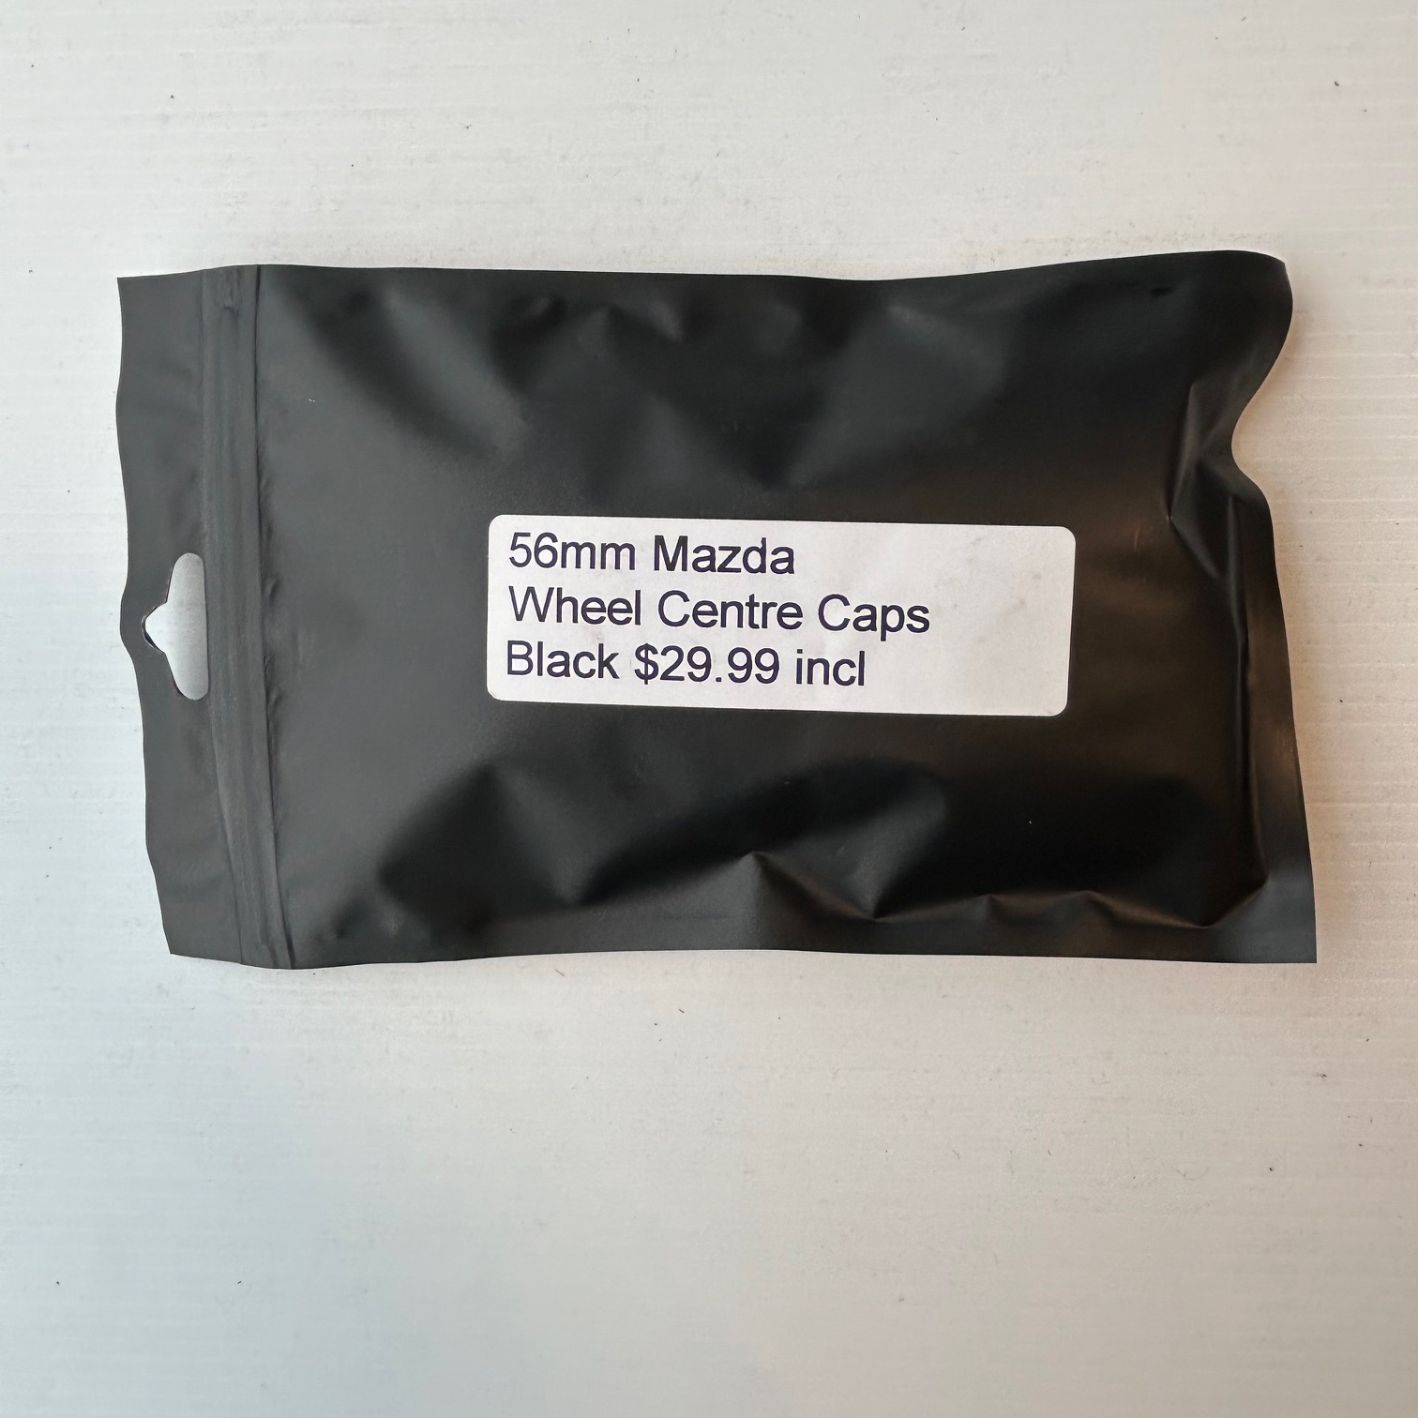 56mm Mazda
Wheel Centre Caps
Black $29.99 incl